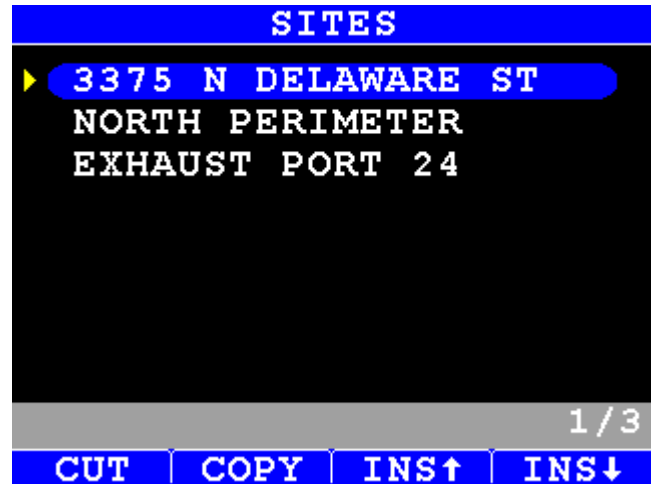 SITES
3375 N DELAWARE ST
NORTH PERIMETER
EXHAUST PORT 24
1/3
CUT COPY INS↑ INS↓